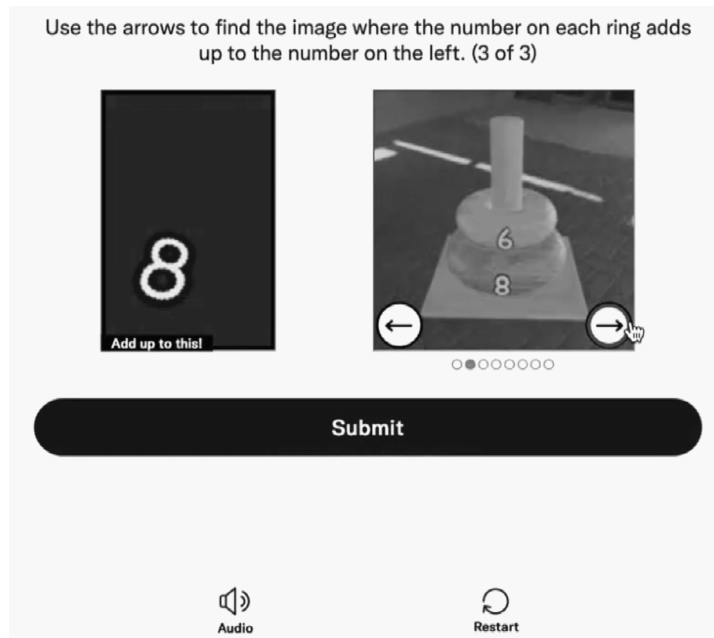 Use the arrows to find the image where the number on each ring adds
up to the number on the left. (3 of 3)
8
Add up to this!
6
8
Submit
Audio
Restart